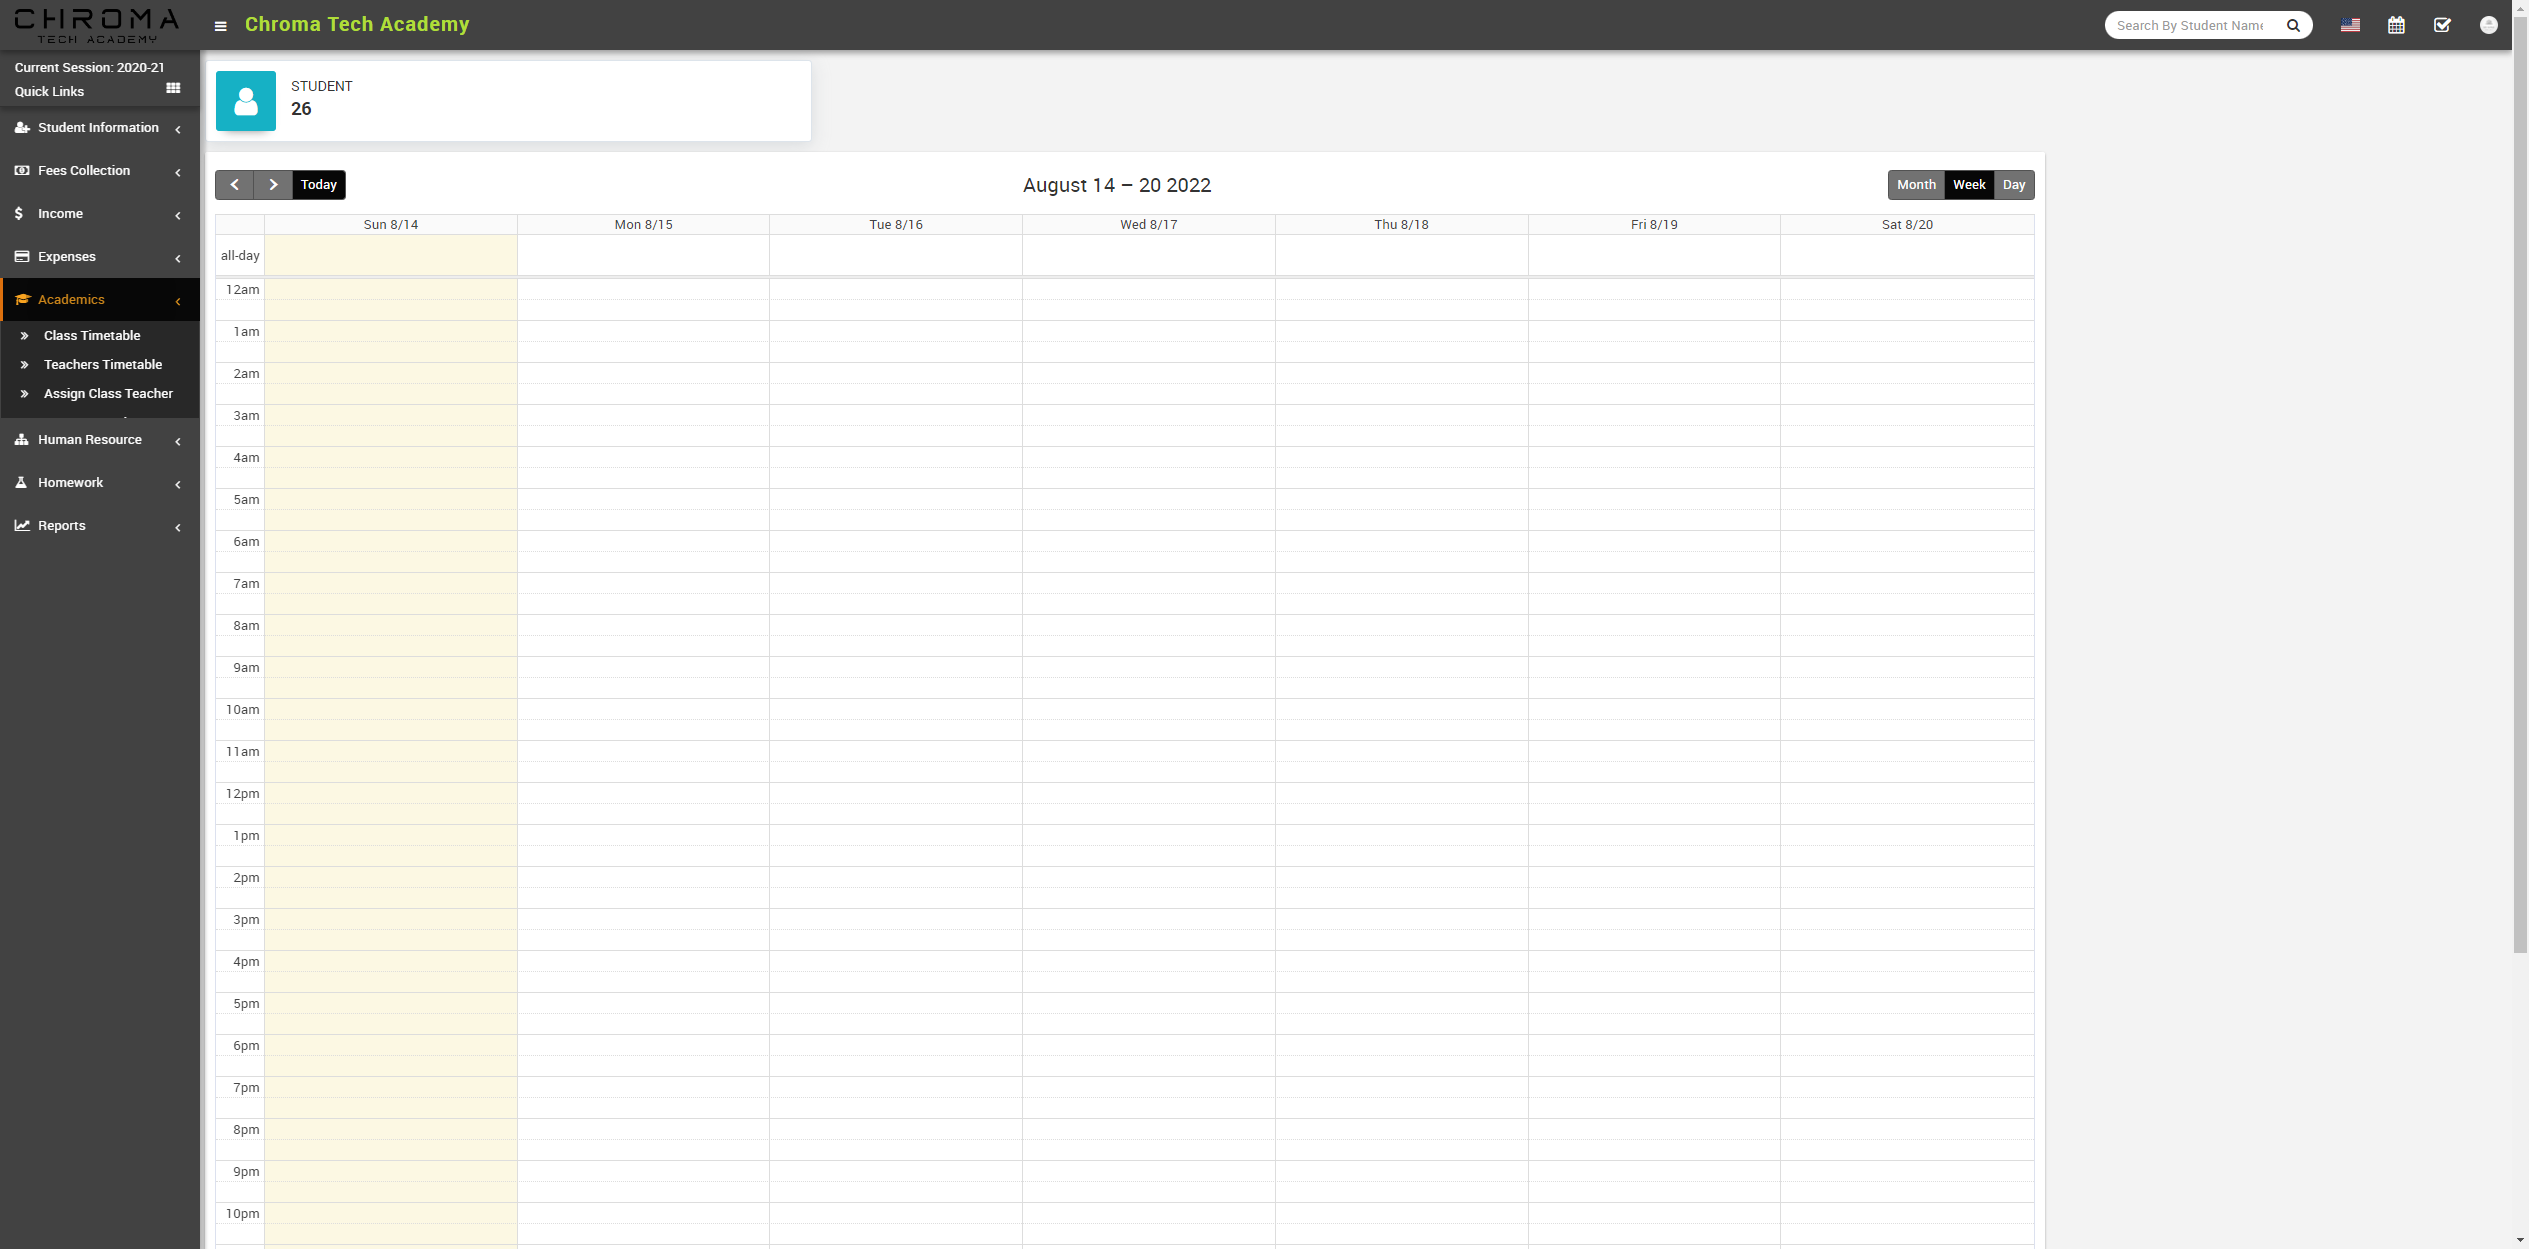 CHROMA
TECH ACADEMY
Chroma Tech Academy
Search By Student Name
Current Session: 2020-21
Quick Links
Student Information
Fees Collection
Income
Expenses
Academics
Class Timetable
Teachers Timetable
Assign Class Teacher
Human Resource
Homework
Reports
STUDENT
26
Today
August 14 – 20 2022
Month Week Day
Sun 8/14 Mon 8/15 Tue 8/16 Wed 8/17 Thu 8/18 Fri 8/19 Sat 8/20
all-day
12am
1am
2am
3am
4am
5am
6am
7am
8am
9am
10am
11am
12pm
1pm
2pm
3pm
4pm
5pm
6pm
7pm
8pm
9pm
10pm